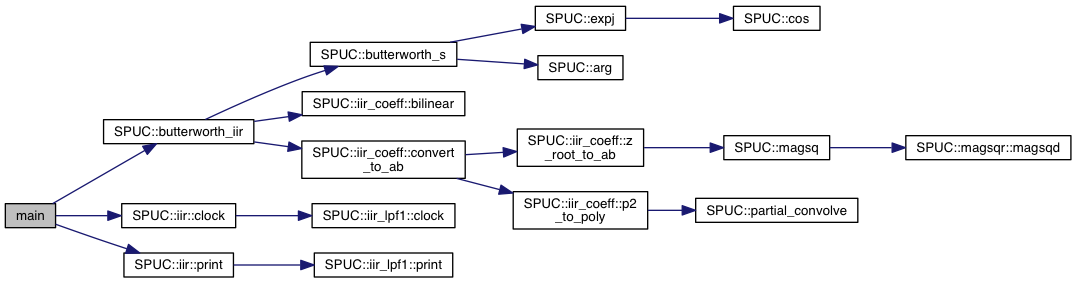 main
SPUC::butterworth_iir
SPUC::butterworth_s
SPUC::expj
SPUC::cos
SPUC::arg
SPUC::iir_coeff::bilinear
SPUC::iir_coeff::convert
_to_ab
SPUC::iir_coeff::z
_root_to_ab
SPUC::magsq
SPUC::magsqr::magsqd
SPUC::iir_coeff::p2
_to_poly
SPUC::partial_convolve
SPUC::iir::clock
SPUC::iir_lpf1::clock
SPUC::iir::print
SPUC::iir_lpf1::print